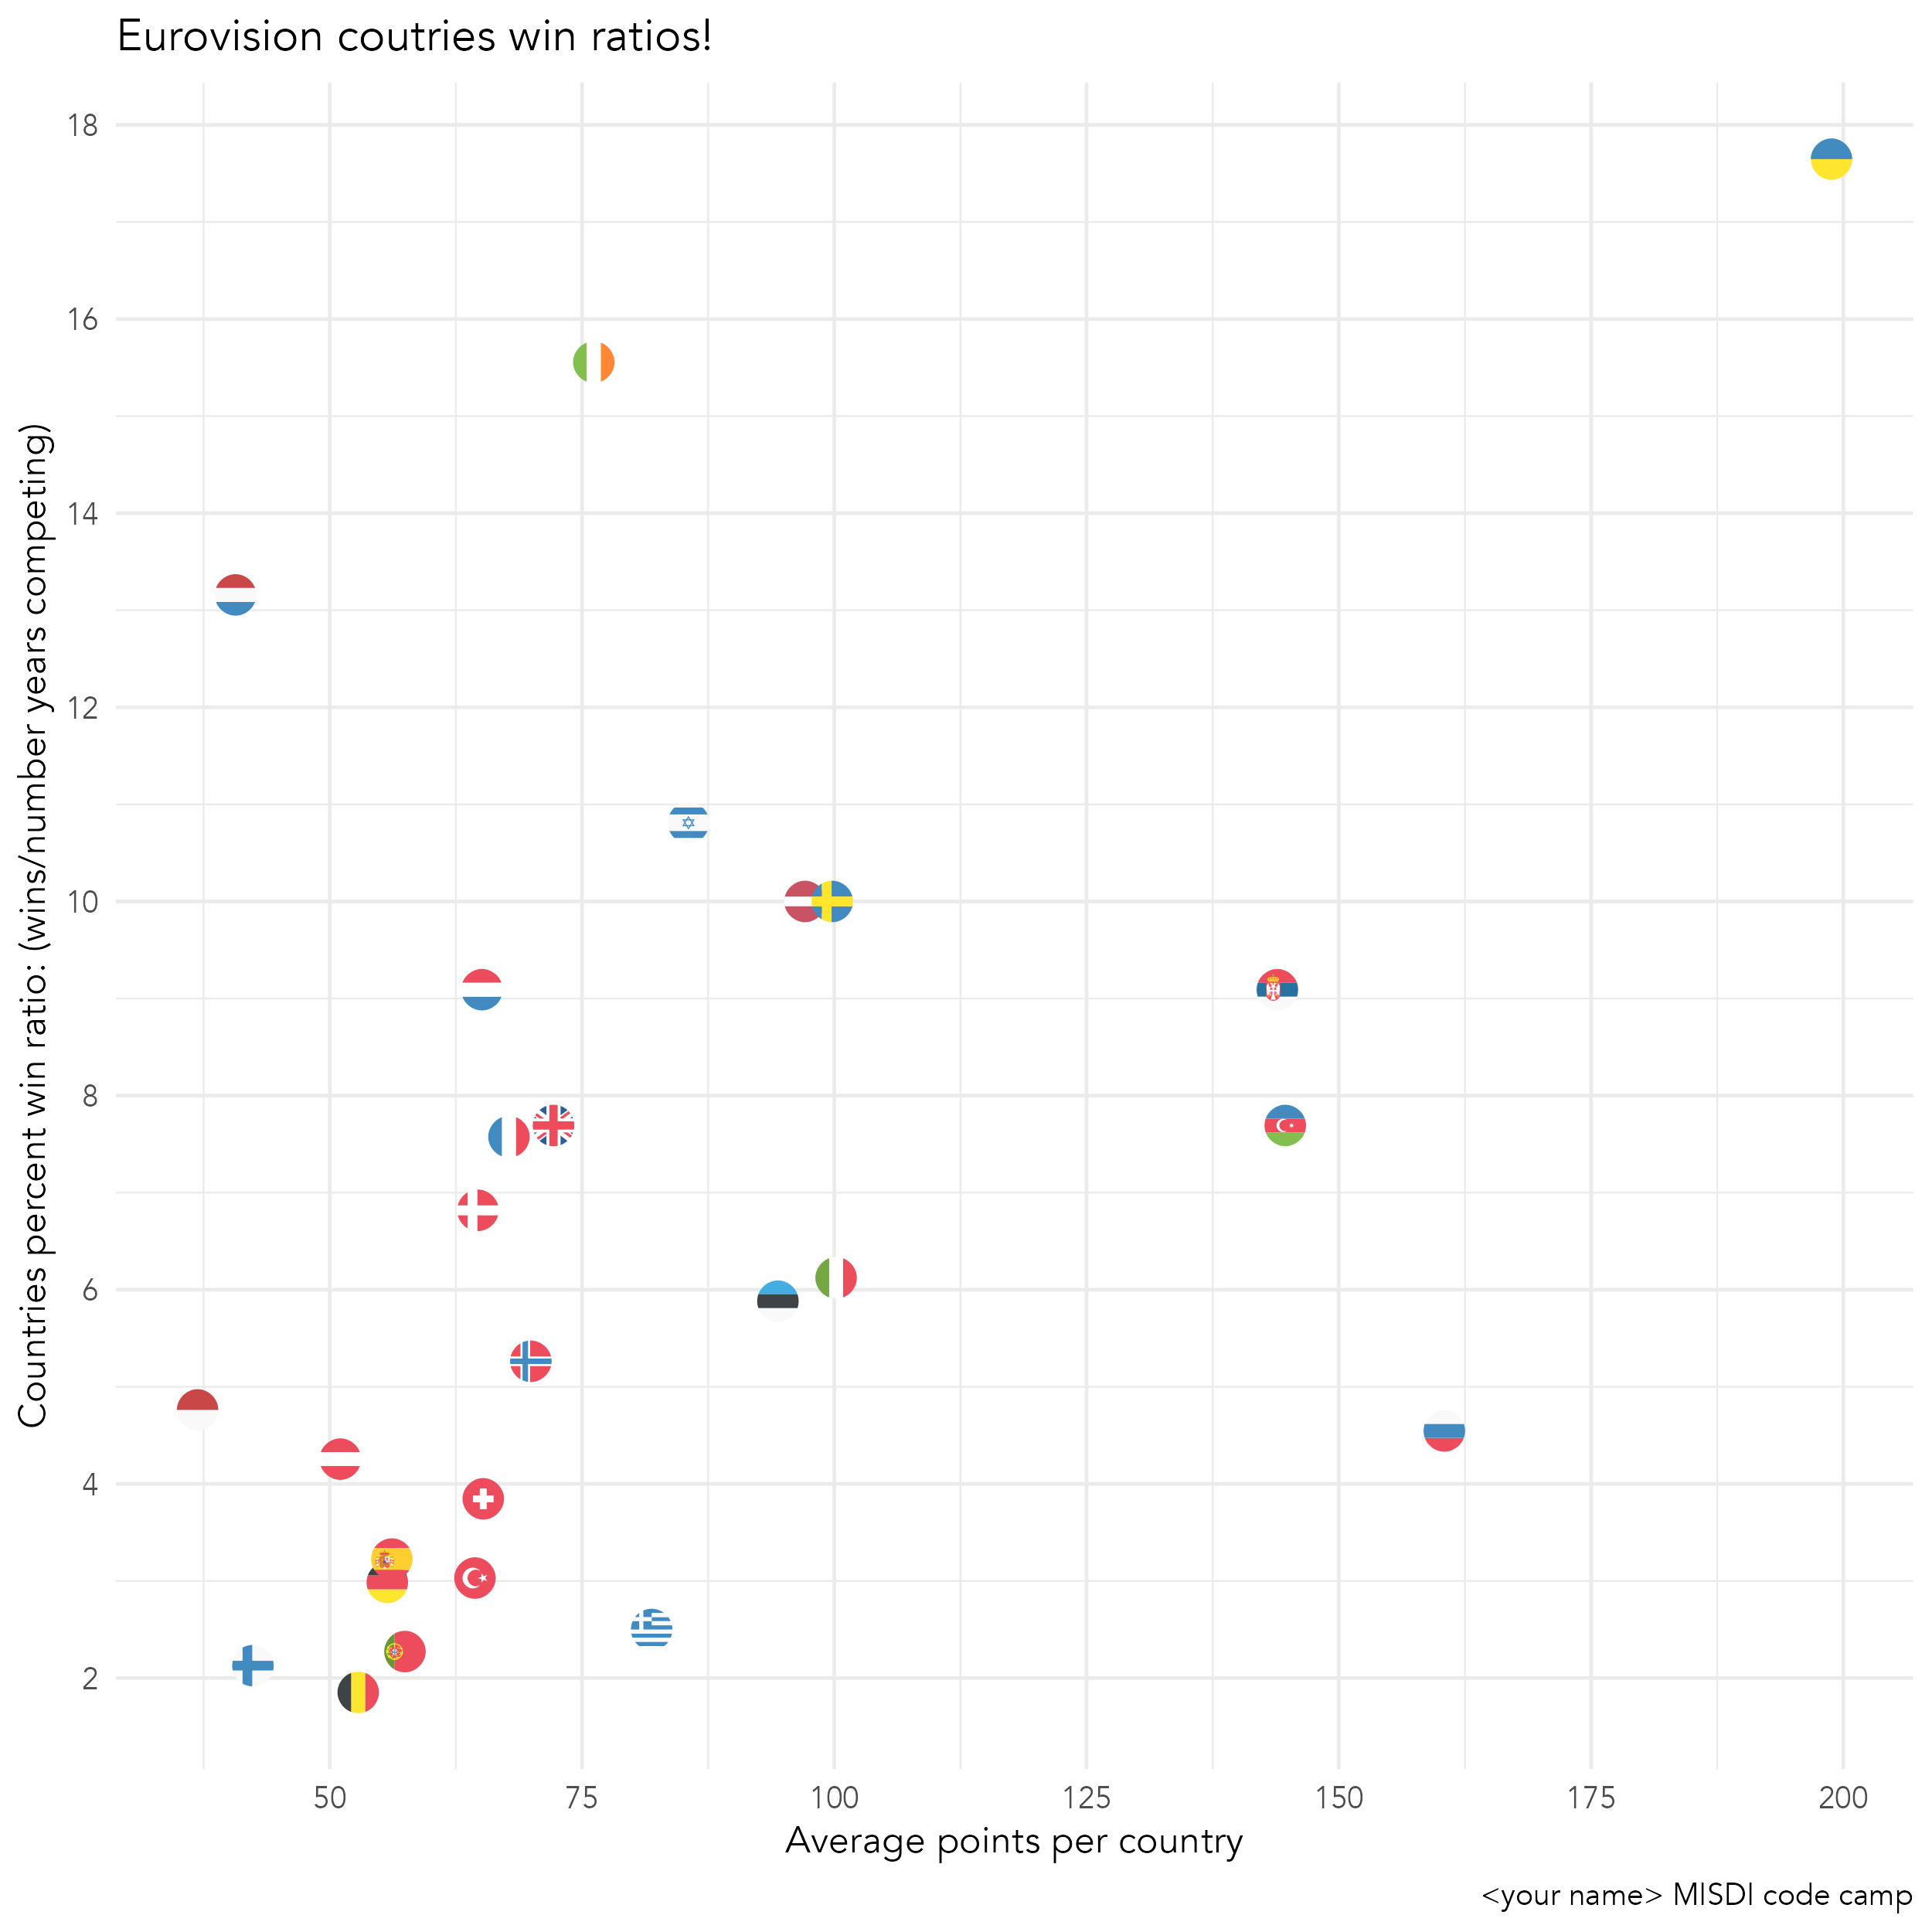 Eurovision coutries win ratios!
Countries percent win ratio: (wins/number years competing)
18
16
14
12
10
8
6
4
2
50 75 100 125 150 175 200
Average points per country
<your name> MISDI code camp